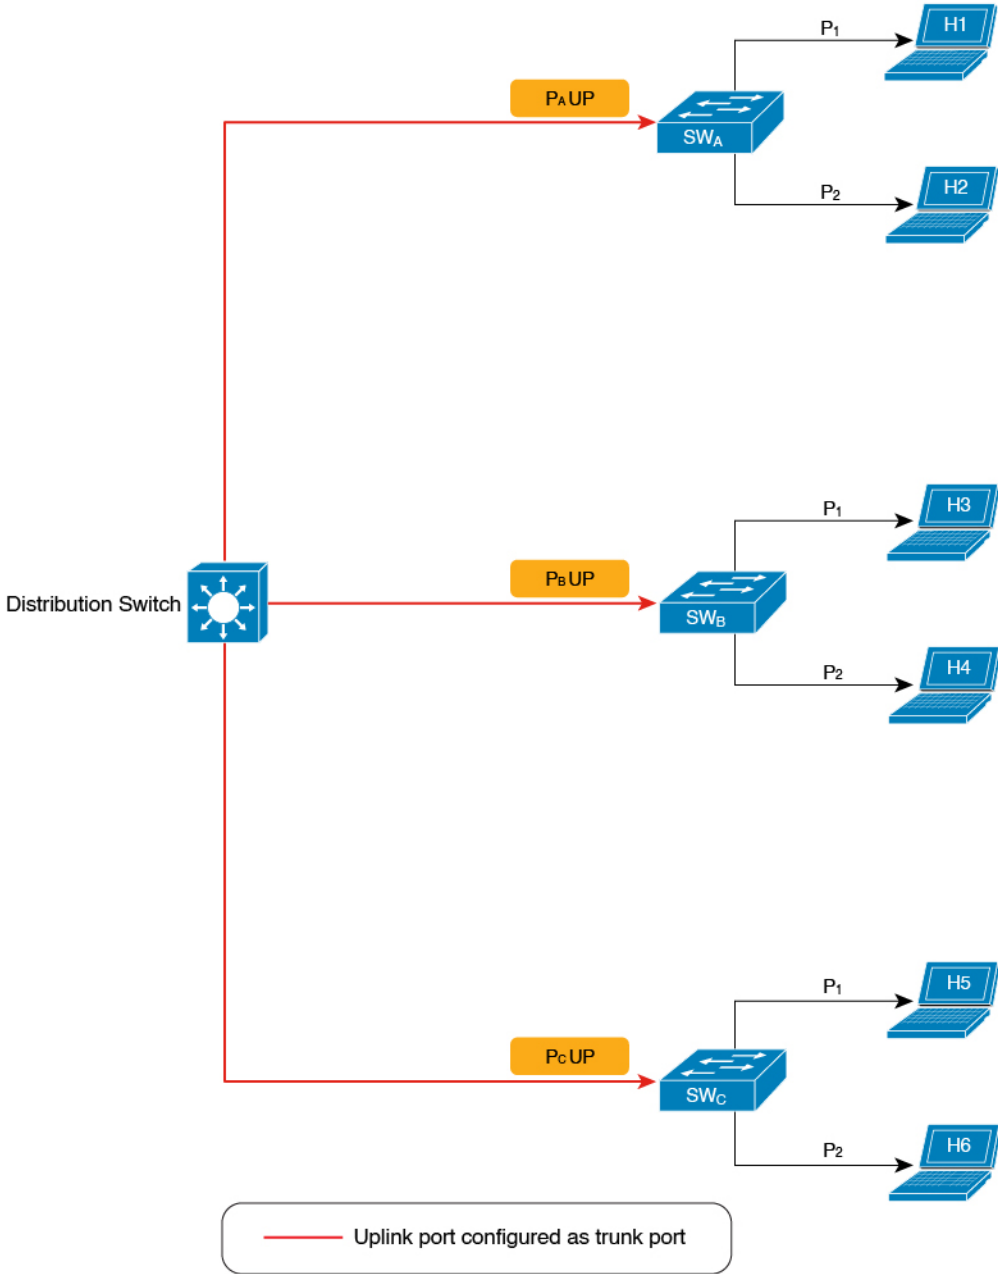 P₁
H1
PA UP
SWA
P₂
H2
P₁
H3
Distribution Switch
PB UP
SWB
P₂
H4
P₁
H5
PC UP
SWC
P₂
H6
Uplink port configured as trunk port